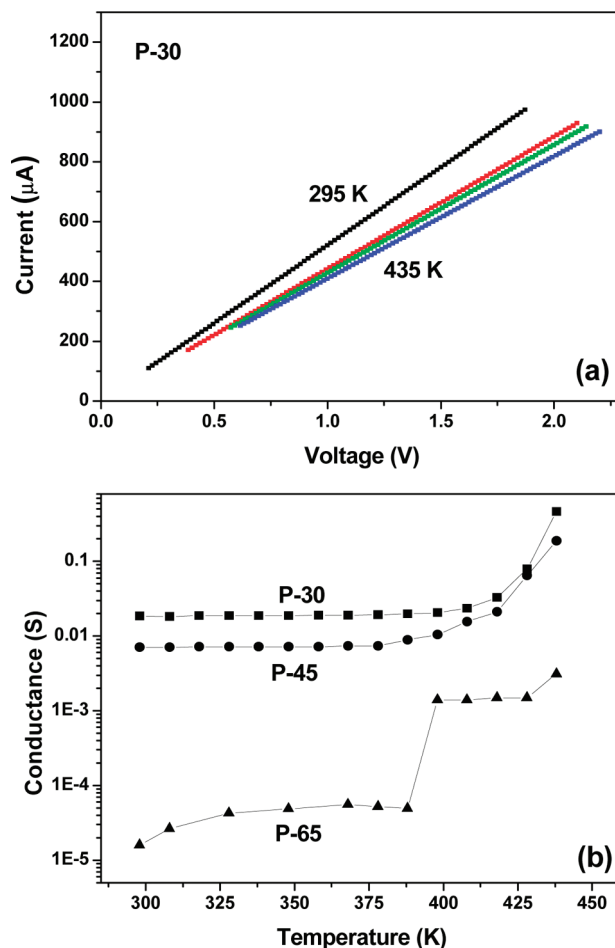 1200
P-30
1000
800
600
400
200
0
295 K
435 K
(a)
0.0 0.5 1.0 1.5 2.0
Current (μA)
Voltage (V)
0.1
0.01
1E-3
1E-4
1E-5
P-30
P-45
P-65
(b)
300 325 350 375 400 425 450
Conductance (S)
Temperature (K)